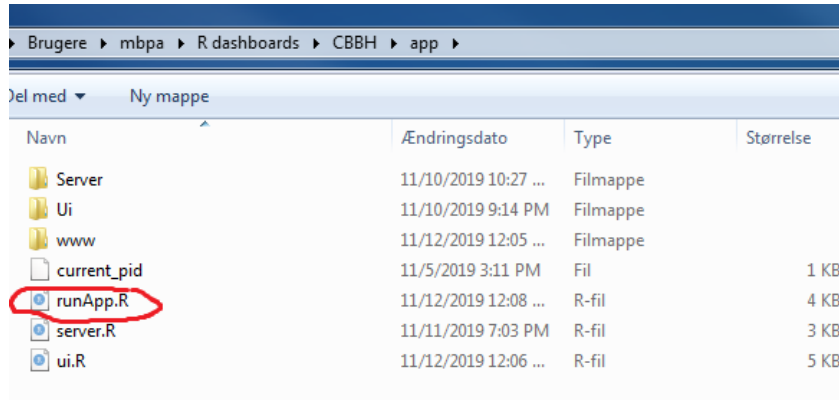 Brugere mbpa R dashboards CBBH app
Del med Ny mappe
Navn Ændringsdato Type Størrelse
Server 11/10/2019 10:27 ... Filmappe
Ui 11/10/2019 9:14 PM Filmappe
www 11/12/2019 12:05 ... Filmappe
current_pid 11/5/2019 3:11 PM Fil 1 KB
runApp.R 11/12/2019 12:08 ... R-fil 4 KB
server.R 11/11/2019 7:03 PM R-fil 3 KB
ui.R 11/12/2019 12:06 ... R-fil 5 KB